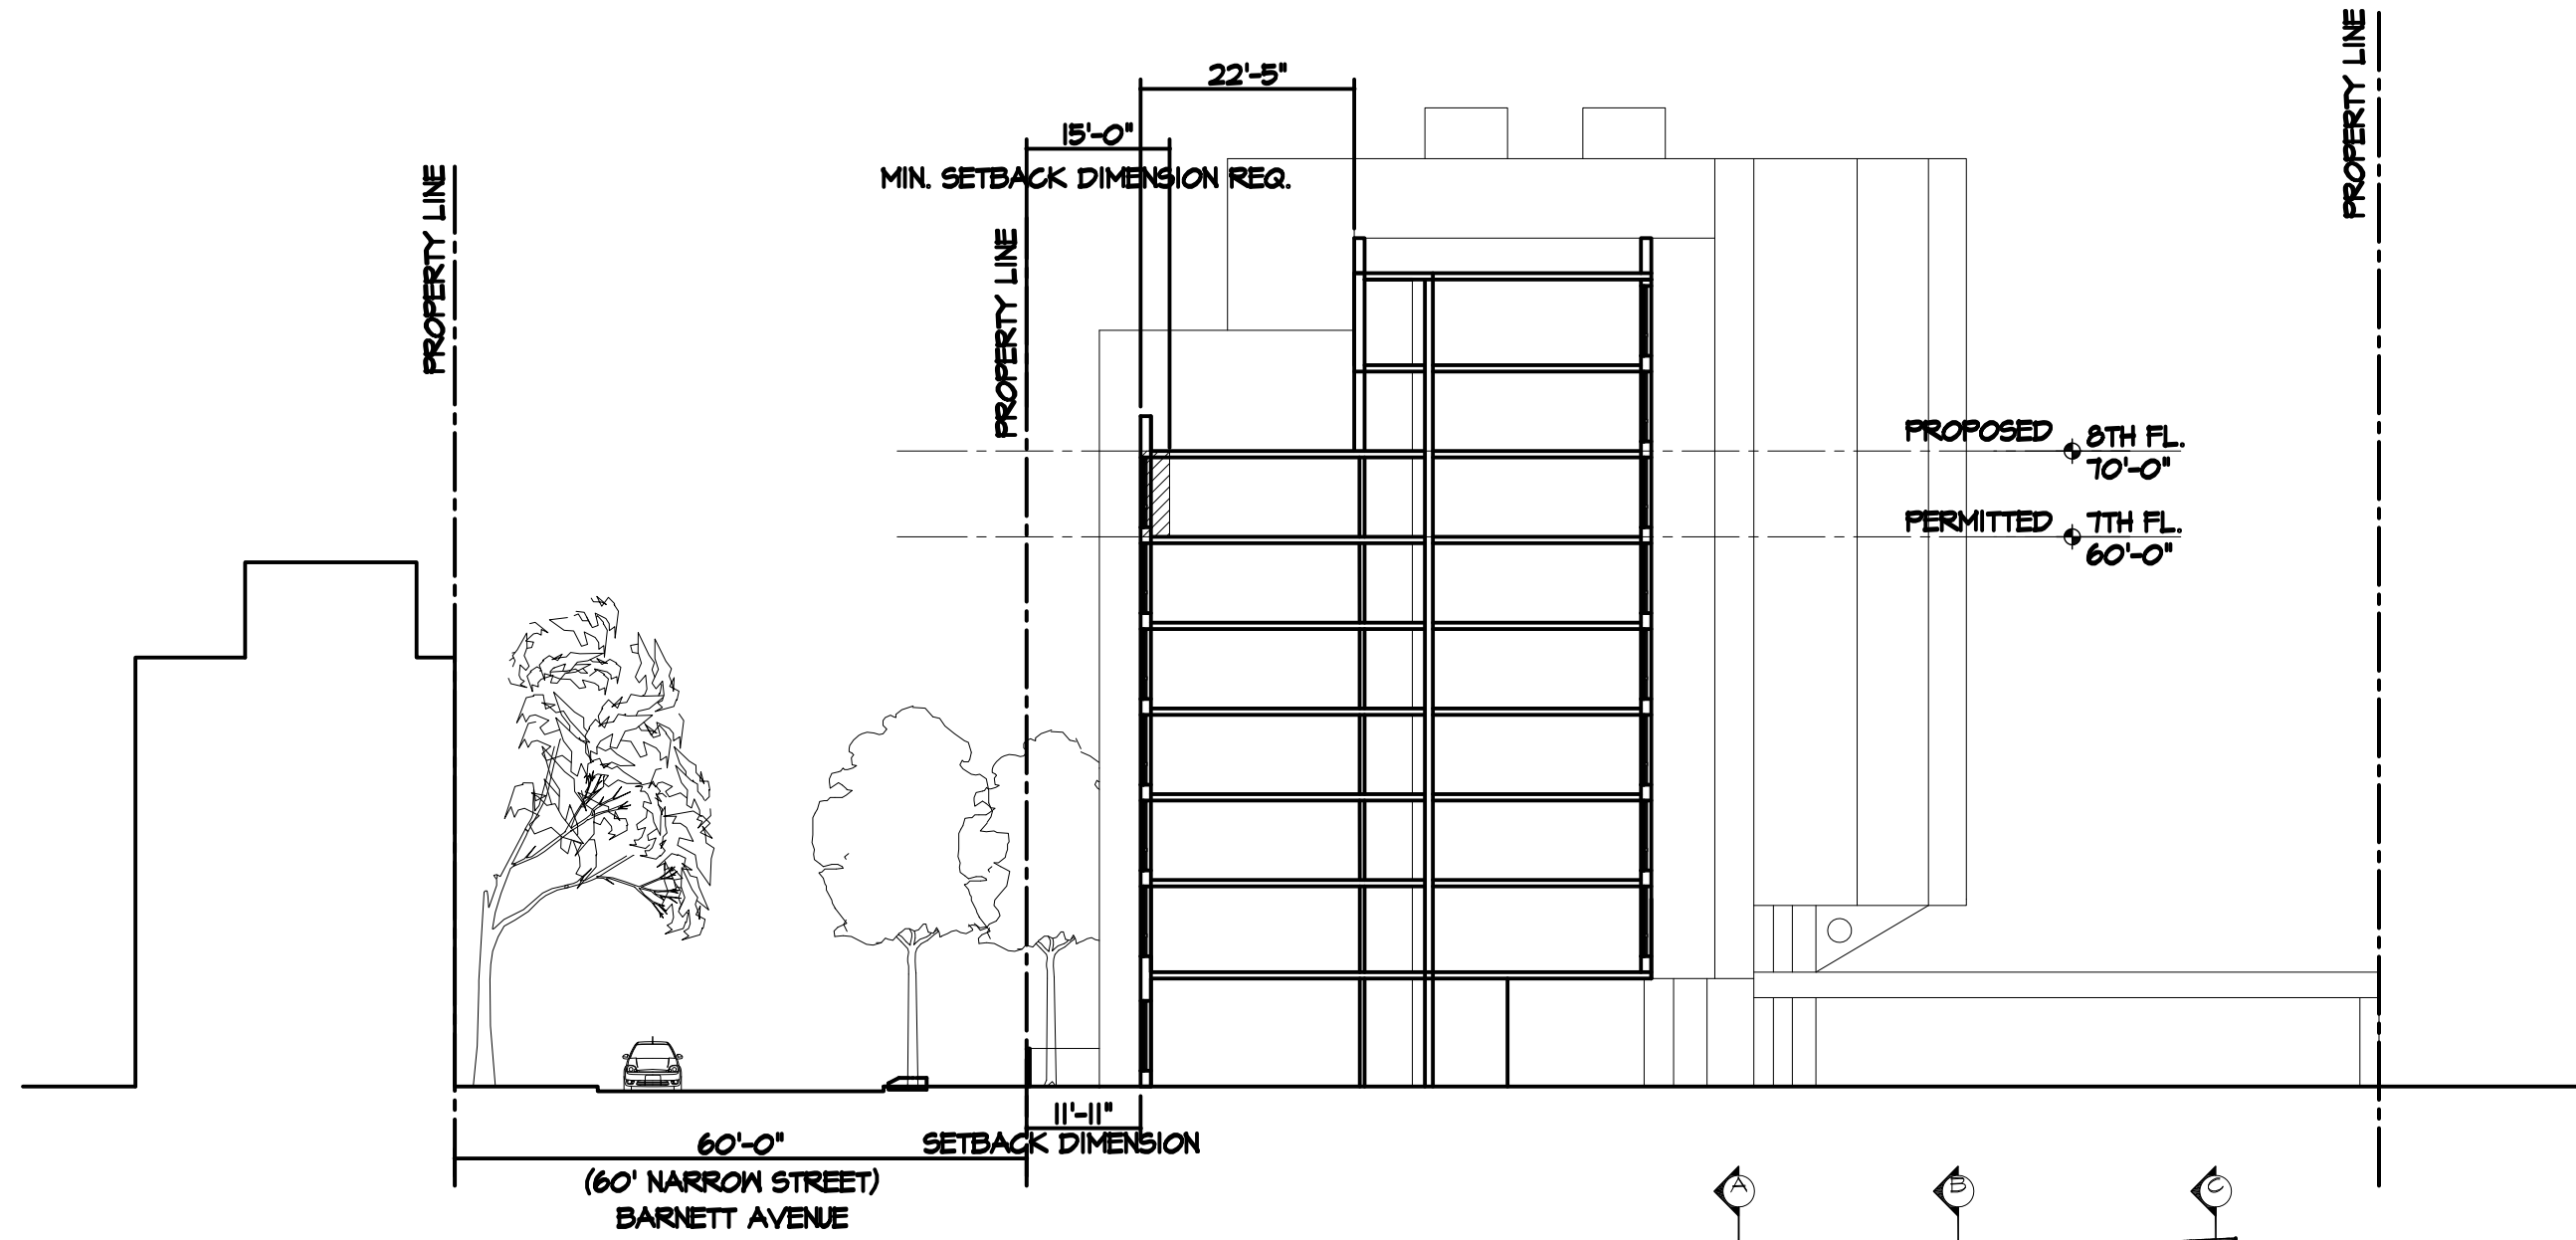 22'-5"
15'-0"
MIN. SETBACK DIMENSION REQ.
PROPERTY LINE
PROPERTY LINE
PROPERTY LINE
PROPOSED 8TH FL.
70'-0"
PERMITTED 7TH FL.
60'-0"
11'-11"
SETBACK DIMENSION
60'-0"
(60' NARROW STREET)
BARNETT AVENUE
A B C